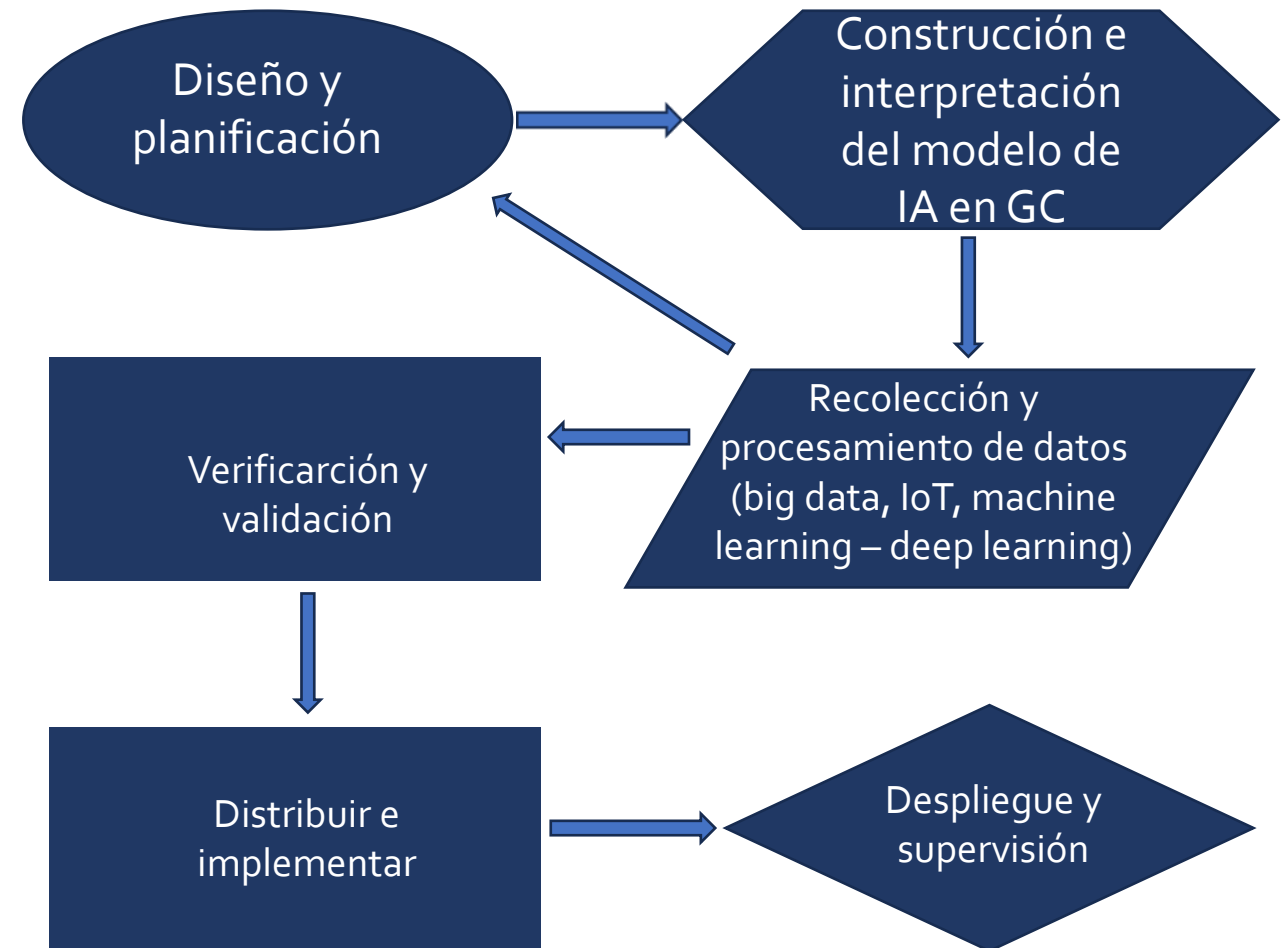 Diseño y
planificación
Construcción e
interpretación
del modelo de
IA en GC
Recolección y
procesamiento de datos
(big data, IoT, machine
learning – deep learning)
Verificarción y
validación
Distribuir e
implementar
Despliegue y
supervisión